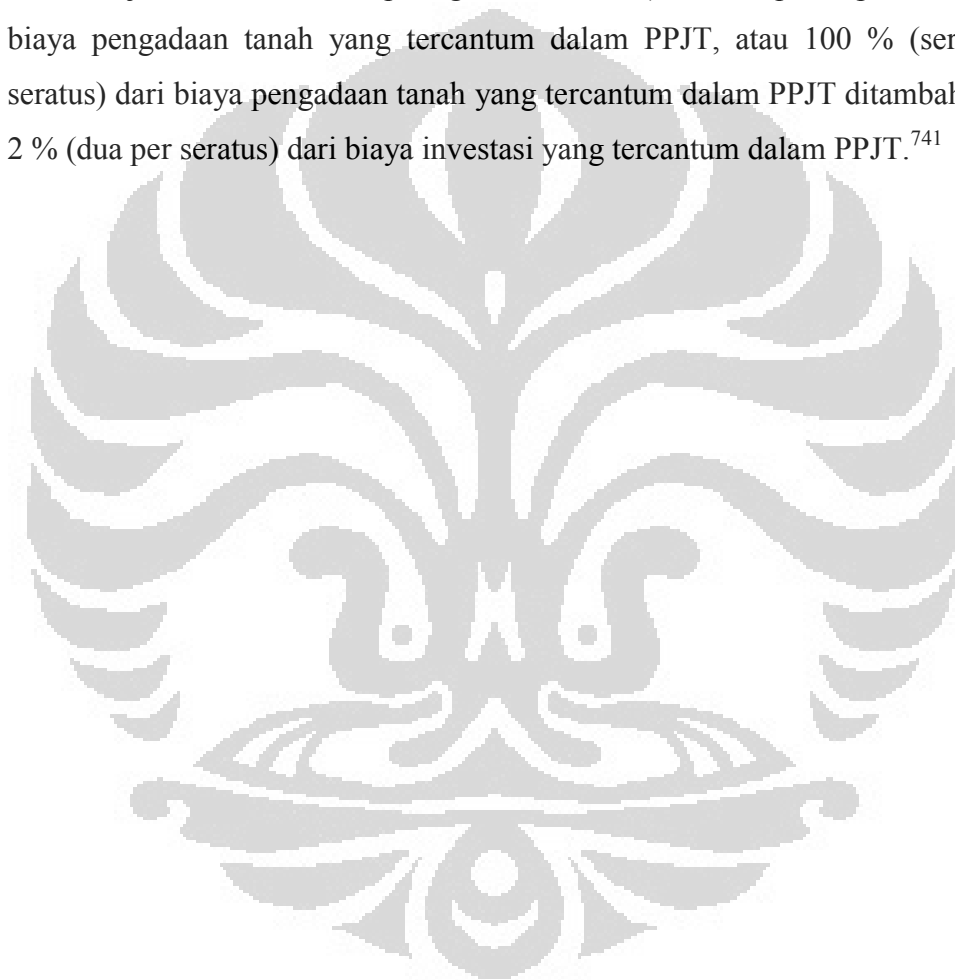 biaya pengadaan tanah yang tercantum dalam PPJT, atau 100 % (ser
seratus) dari biaya pengadaan tanah yang tercantum dalam PPJT ditambah
2 % (dua per seratus) dari biaya investasi yang tercantum dalam PPJT.741